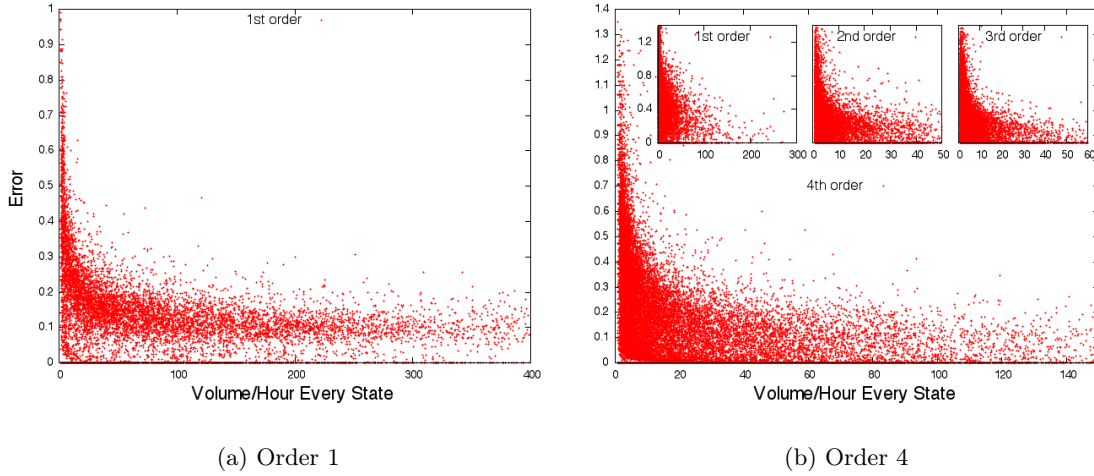 1
1st order
0.9
0.8
0.7
0.6
0.5
0.4
0.3
0.2
0.1
0
Error
0 100 200 300 400
Volume/Hour Every State
(a) Order 1
1.4
1.3
1.2
1.1
1
0.9
0.8
0.7
0.6
0.5
0.4
0.3
0.2
0.1
0
1st order
1.2
0.8
0.4
0
0 100 200 300
2nd order
0 10 20 30 40 50
3rd order
0 10 20 30 40 50 60
4th order
0 20 40 60 80 100 120 140
Volume/Hour Every State
(b) Order 4